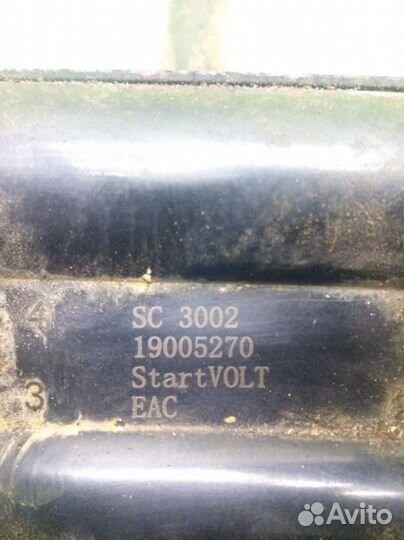 4
SC 3002
19005270
StartVOLT
3
EAC
Avito